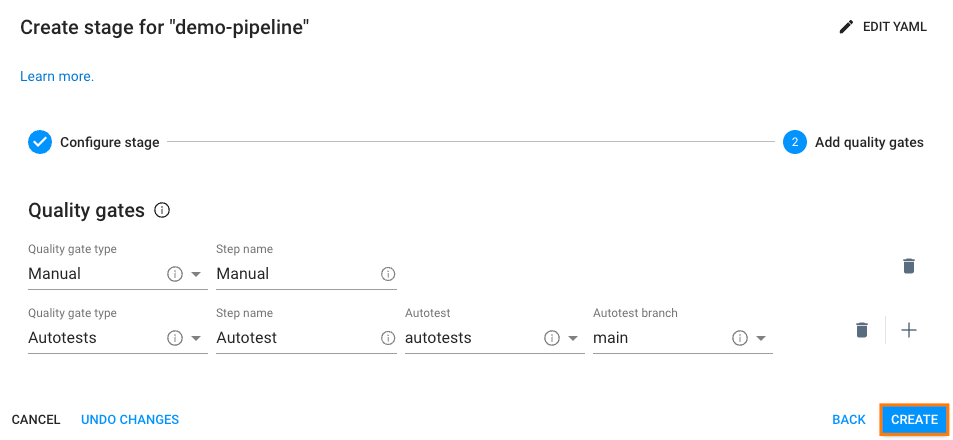 Create stage for "demo-pipeline"
EDIT YAML
Learn more.
Configure stage
2
Add quality gates
Quality gates
Quality gate type
Step name
Manual
Manual
Quality gate type
Step name
Autotest
Autotest branch
Autotests
Autotest
autotests
main
CANCEL
UNDO CHANGES
BACK
CREATE